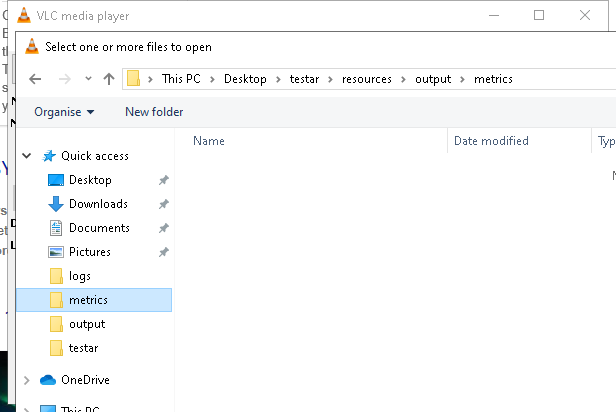 VLC media player
Select one or more files to open
This PC > Desktop > testar > resources > output > metrics
Organise New folder
Name Date modified
Quick access
Desktop
Downloads
Documents
Pictures
logs
metrics
output
testar
OneDrive
This PC